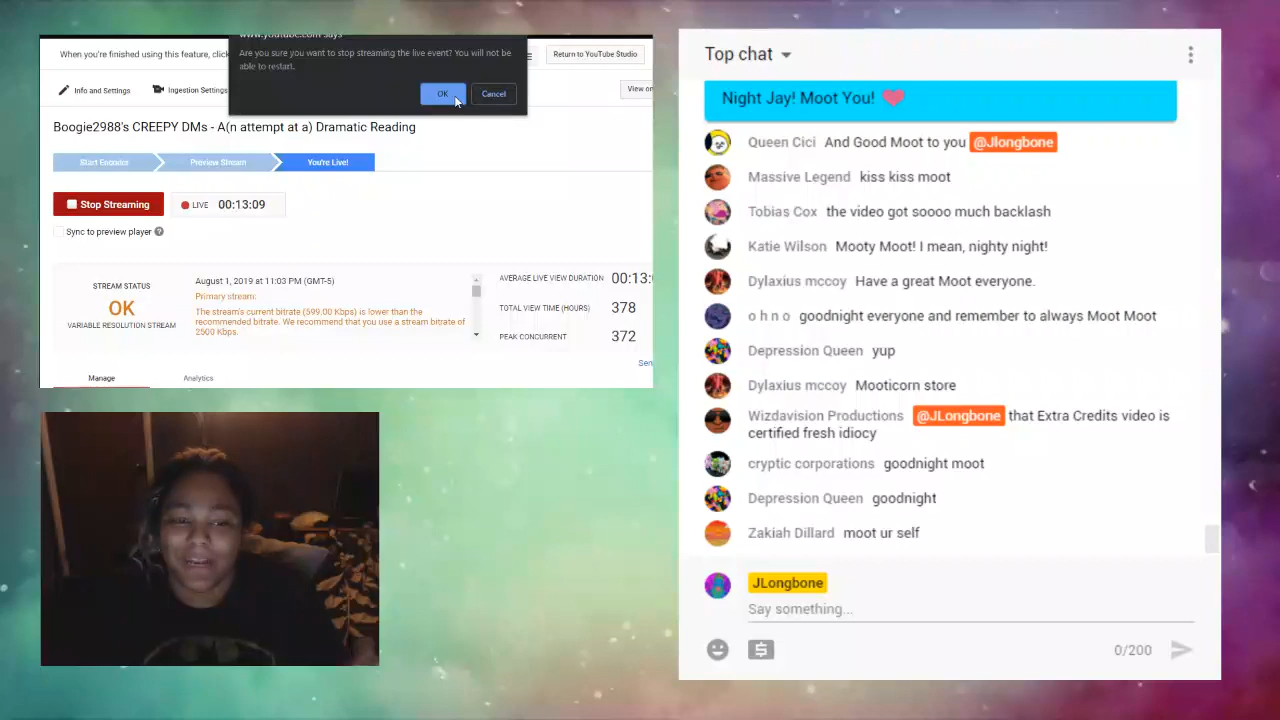 www.youtube.com says
When you're finished using this feature,
Are you sure you want to stop streaming the live event? You will not be
able to restart.
OK
Cancel
Return to YouTube Studio
Info and Settings
Ingestion Settings
View on
Boogie2988's CREEPY DMs - A(n attempt at a) Dramatic Reading
Start Encoder
Preview Stream
You're Live!
Stop Streaming
LIVE 00:13:09
Sync to preview player ?
STREAM STATUS
OK
VARIABLE RESOLUTION STREAM
August 1, 2019 at 11:03 PM (GMT-5)
Primary stream:
The stream's current bitrate (599.00 Kbps) is lower than the
recommended bitrate. We recommend that you use a stream bitrate of
2500 Kbps.
AVERAGE LIVE VIEW DURATION 00:13:
TOTAL VIEW TIME (HOURS) 378
PEAK CONCURRENT 372
Sen
Manage
Analytics
Top chat
Night Jay! Moot You! ❤
Queen Cici And Good Moot to you @Jlongbone
Massive Legend kiss kiss moot
Tobias Cox the video got soooo much backlash
Katie Wilson Mooty Moot! I mean, nighty night!
Dylaxius mccoy Have a great Moot everyone.
o h n o goodnight everyone and remember to always Moot Moot
Depression Queen yup
Dylaxius mccoy Mooticorn store
Wizdavision Productions @JLongbone that Extra Credits video is
certified fresh idiocy
cryptic corporations goodnight moot
Depression Queen goodnight
Zakiah Dillard moot ur self
JLongbone
Say something...
0/200